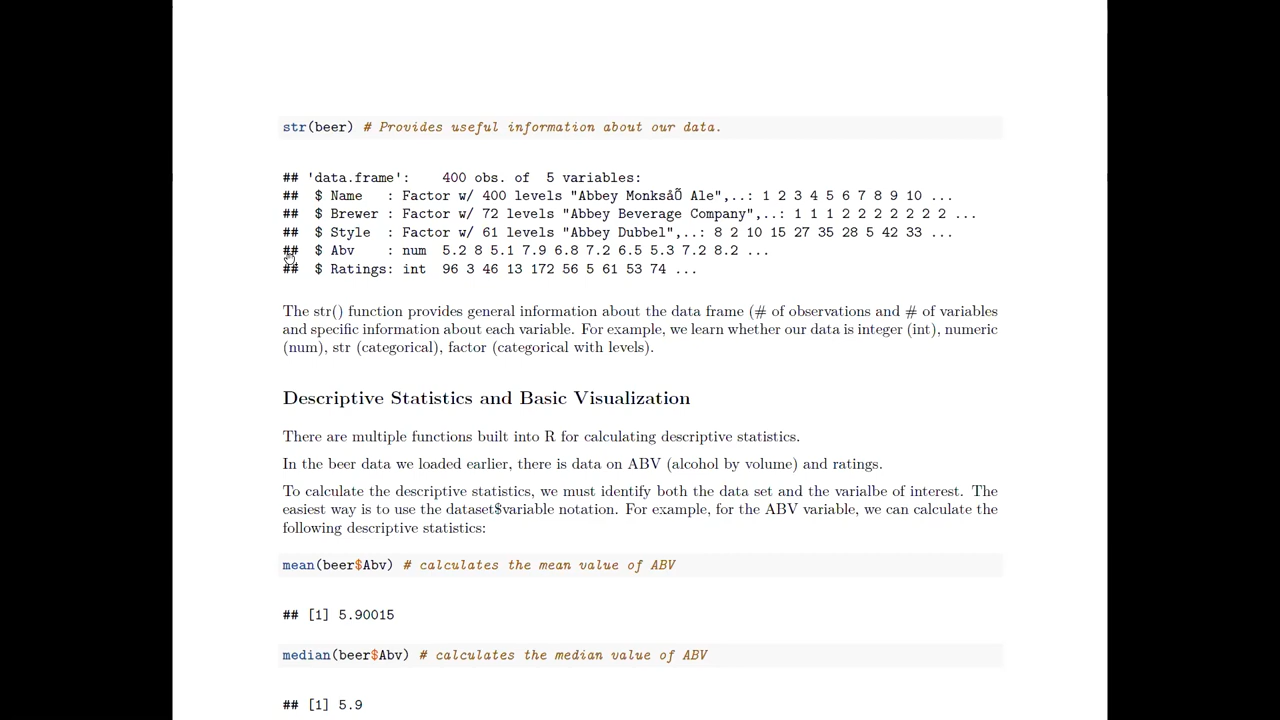 str(beer) # Provides useful information about our data.
## 'data.frame':    400 obs. of  5 variables:
##  $ Name   : Factor w/ 400 levels "Abbey MonksåÕ Ale",..: 1 2 3 4 5 6 7 8 9 10 ...
##  $ Brewer : Factor w/ 72 levels "Abbey Beverage Company",..: 1 1 1 2 2 2 2 2 2 2 ...
##  $ Style  : Factor w/ 61 levels "Abbey Dubbel",..: 8 2 10 15 27 35 28 5 42 33 ...
##  $ Abv    : num  5.2 8 5.1 7.9 6.8 7.2 6.5 5.3 7.2 8.2 ...
##  $ Ratings: int  96 3 46 13 172 56 5 61 53 74 ...
The str() function provides general information about the data frame (# of observations and # of variables
and specific information about each variable. For example, we learn whether our data is integer (int), numeric
(num), str (categorical), factor (categorical with levels).
Descriptive Statistics and Basic Visualization
There are multiple functions built into R for calculating descriptive statistics.
In the beer data we loaded earlier, there is data on ABV (alcohol by volume) and ratings.
To calculate the descriptive statistics, we must identify both the data set and the varialbe of interest. The
easiest way is to use the dataset$variable notation. For example, for the ABV variable, we can calculate the
following descriptive statistics:
mean(beer$Abv) # calculates the mean value of ABV
## [1] 5.90015
median(beer$Abv) # calculates the median value of ABV
## [1] 5.9